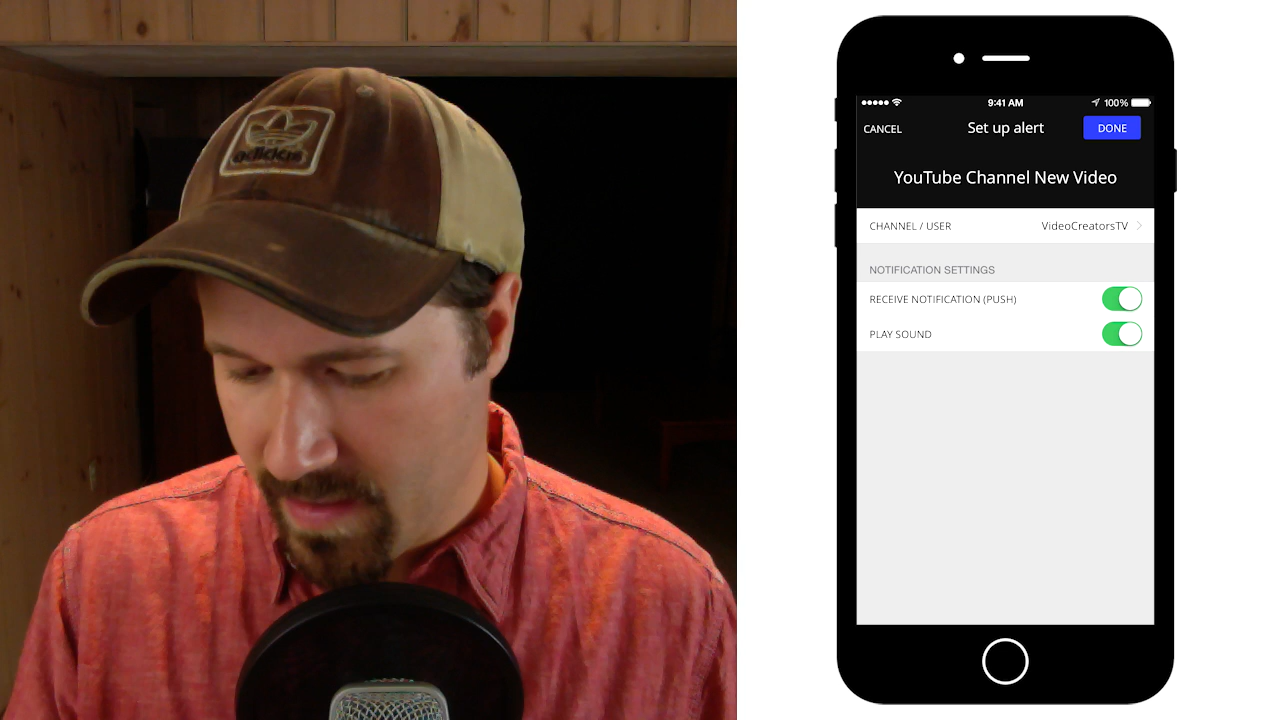 adidas
9:41 AM
100%
CANCEL
Set up alert
DONE
YouTube Channel New Video
CHANNEL / USER
VideoCreatorsTV
NOTIFICATION SETTINGS
RECEIVE NOTIFICATION (PUSH)
PLAY SOUND